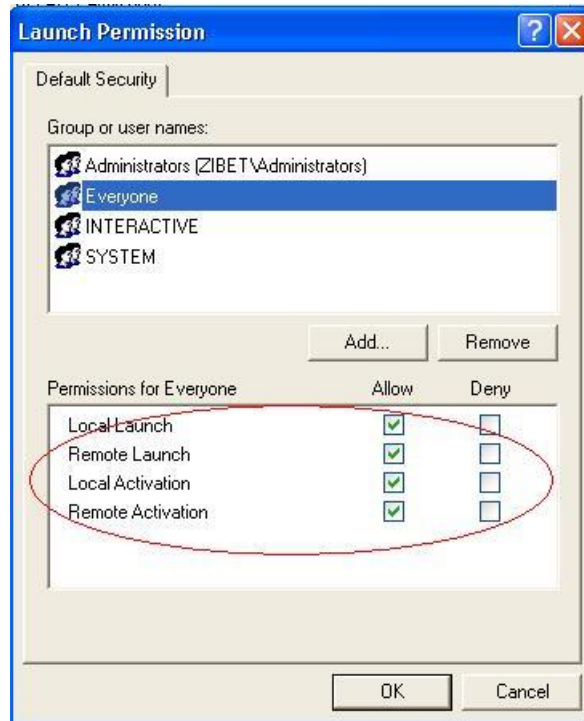 Launch Permission
Default Security
Group or user names:
Administrators (ZIBET\Administrators)
Everyone
INTERACTIVE
SYSTEM
Add... Remove
Permissions for Everyone Allow Deny
Local Launch
Remote Launch
Local Activation
Remote Activation
OK Cancel